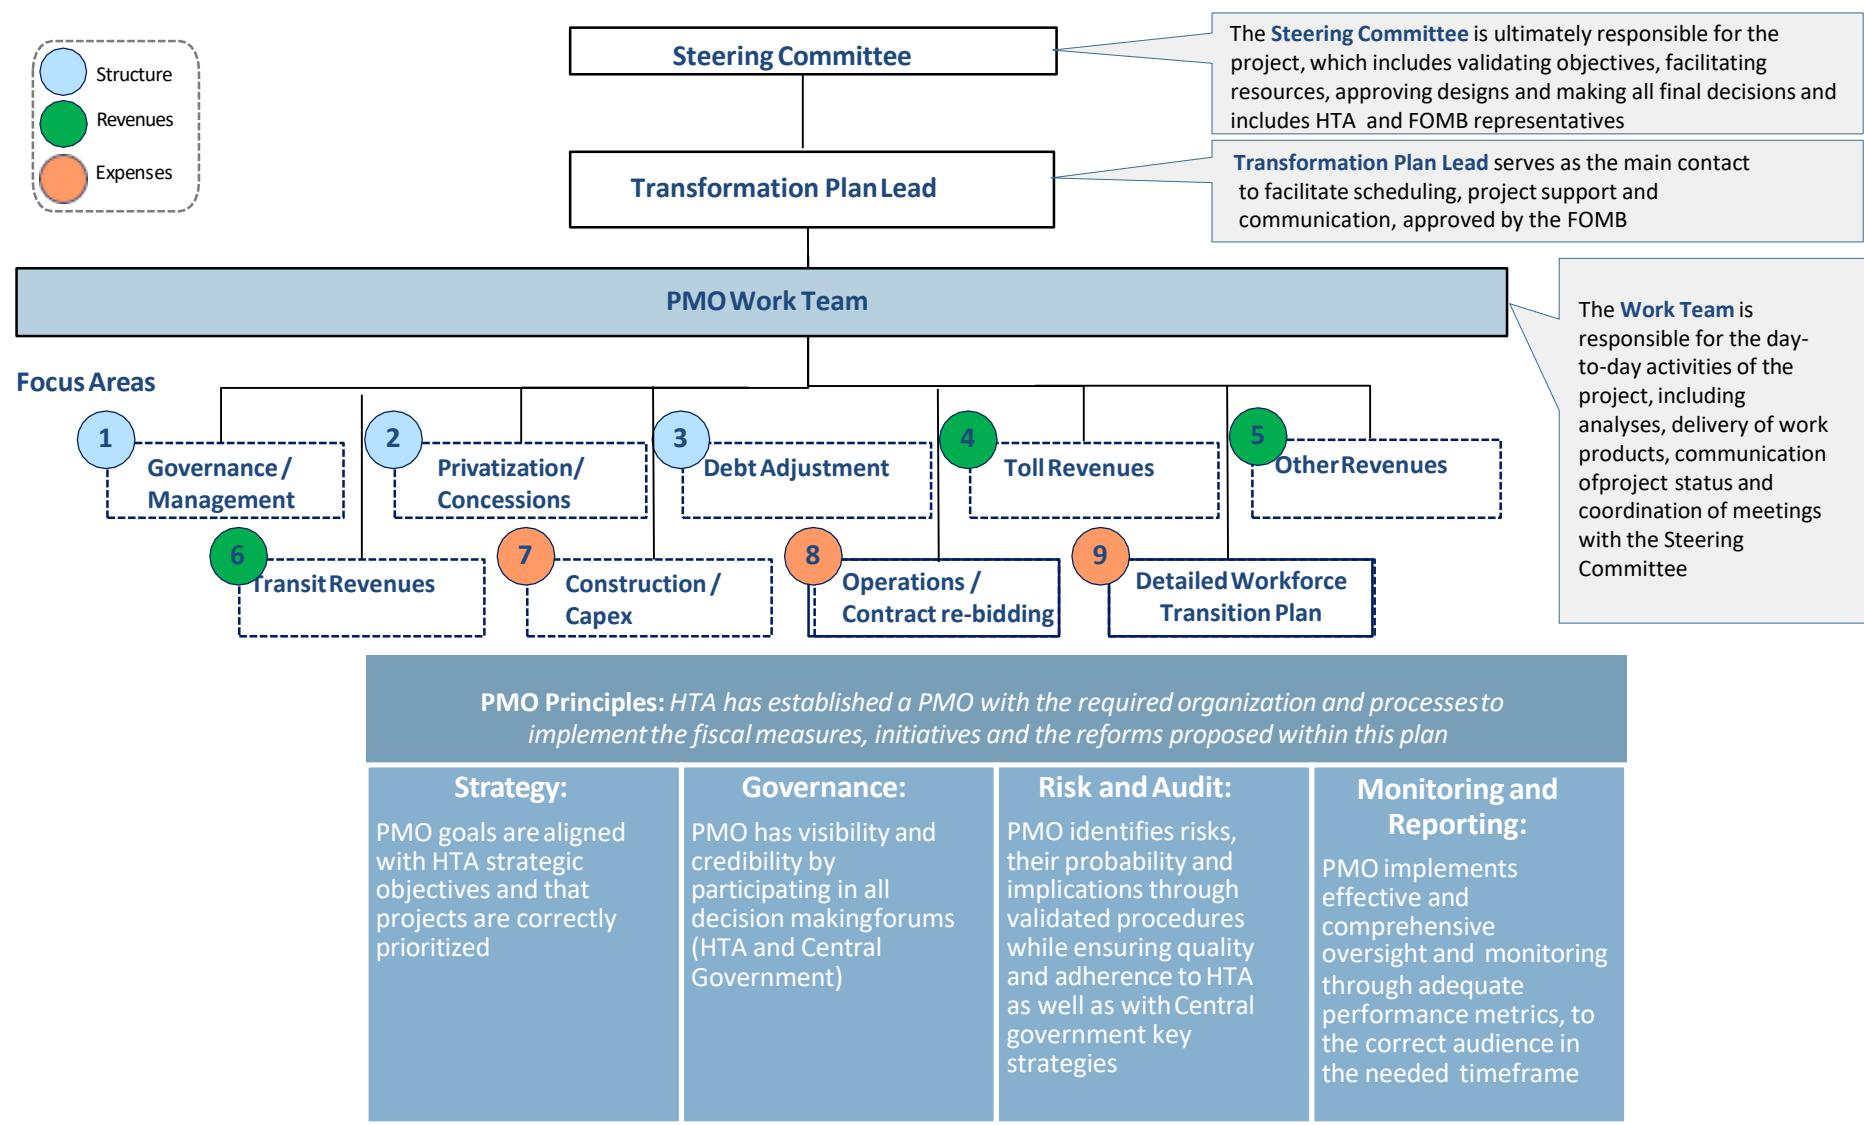 Structure
Revenues
Expenses
Steering Committee
The Steering Committee is ultimately responsible for the
project, which includes validating objectives, facilitating
resources, approving designs and making all final decisions and
includes HTA and FOMB representatives
Transformation Plan Lead
Transformation Plan Lead serves as the main contact
to facilitate scheduling, project support and
communication, approved by the FOMB
PMO Work Team
The Work Team is
responsible for the day-
to-day activities of the
project, including
analyses, delivery of work
products, communication
ofproject status and
coordination of meetings
with the Steering
Committee
Focus Areas
1
Governance /
Management
2
Privatization/
Concessions
3
Debt Adjustment
4
Toll Revenues
5
Other Revenues
6
Transit Revenues
7
Construction /
Capex
8
Operations /
Contract re-bidding
9
Detailed Workforce
Transition Plan
PMO Principles: HTA has established a PMO with the required organization and processes to
implement the fiscal measures, initiatives and the reforms proposed within this plan
Strategy:
PMO goals are aligned
with HTA strategic
objectives and that
projects are correctly
prioritized
Governance:
PMO has visibility and
credibility by
participating in all
decision making forums
(HTA and Central
Government)
Risk and Audit:
PMO identifies risks,
their probability and
implications through
validated procedures
while ensuring quality
and adherence to HTA
as well as with Central
government key
strategies
Monitoring and
Reporting:
PMO implements
effective and
comprehensive
oversight and monitoring
through adequate
performance metrics, to
the correct audience in
the needed timeframe